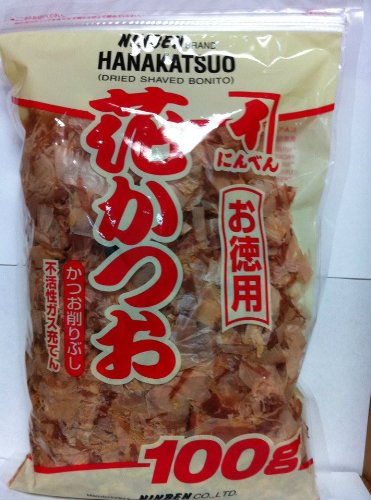 NINBEN BRAND
HANAKATSUO
(DRIED SHAVED BONITO)
花かつお
にんべん
お徳用
かつお削りぶし
不活性ガス充てん
100g
NINBEN CO., LTD.